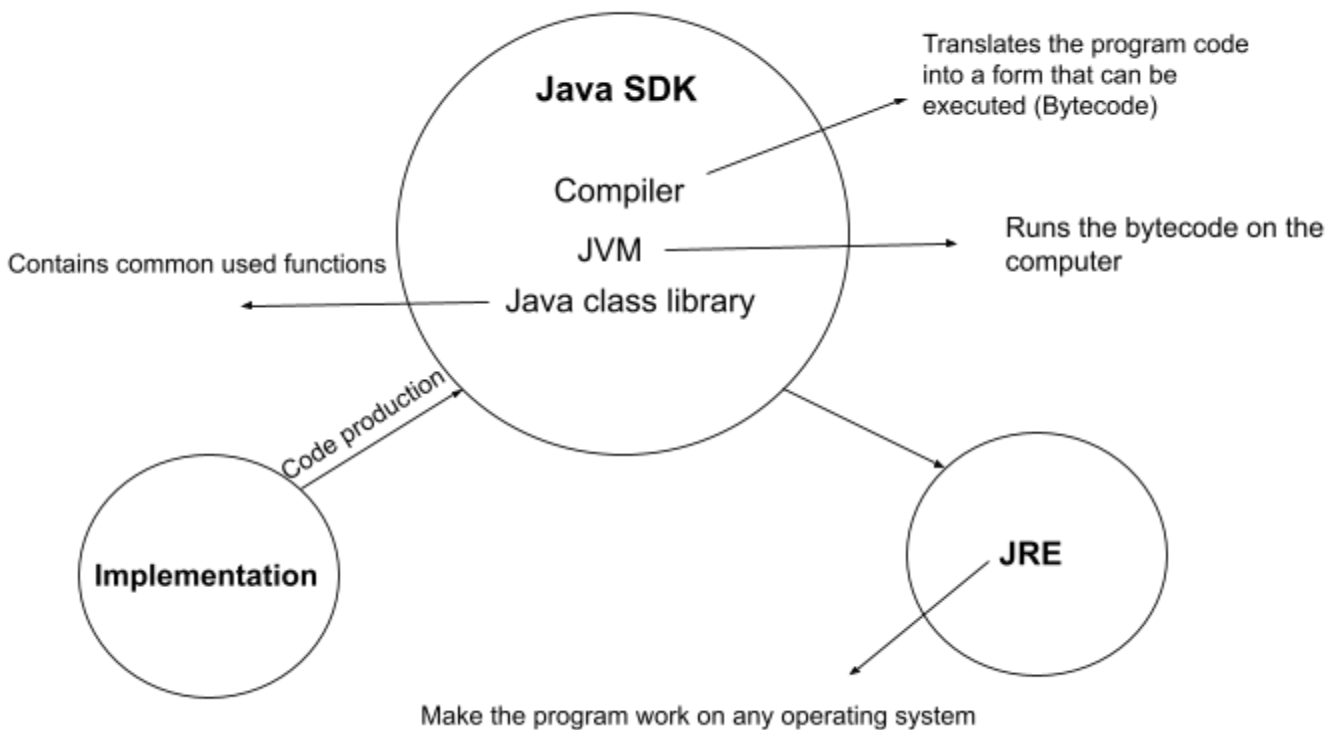 Java SDK
Translates the program code
into a form that can be
executed (Bytecode)
Compiler
JVM
Runs the bytecode on the
computer
Contains common used functions
Java class library
Code production
Implementation
JRE
Make the program work on any operating system